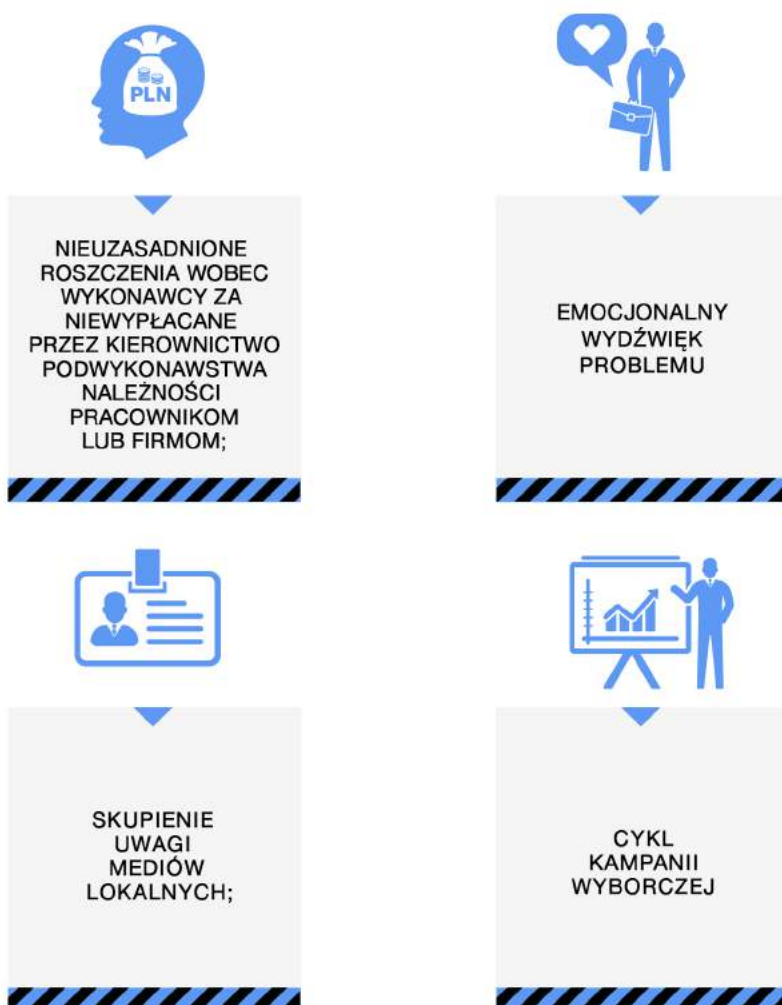 PLN
NIEUZASADNIONE
ROSZCZENIA WOBEC
WYKONAWCY ZA
NIEWYPŁACANE
PRZEZ KIEROWNICTWO
PODWYKONAWSTWA
NALEŻNOŚCI
PRACOWNIKOM
LUB FIRMOM;
EMOCJONALNY
WYDŹWIĘK
PROBLEMU
SKUPIENIE
UWAGI
MEDIÓW
LOKALNYCH;
CYKL
KAMPANII
WYBORCZEJ